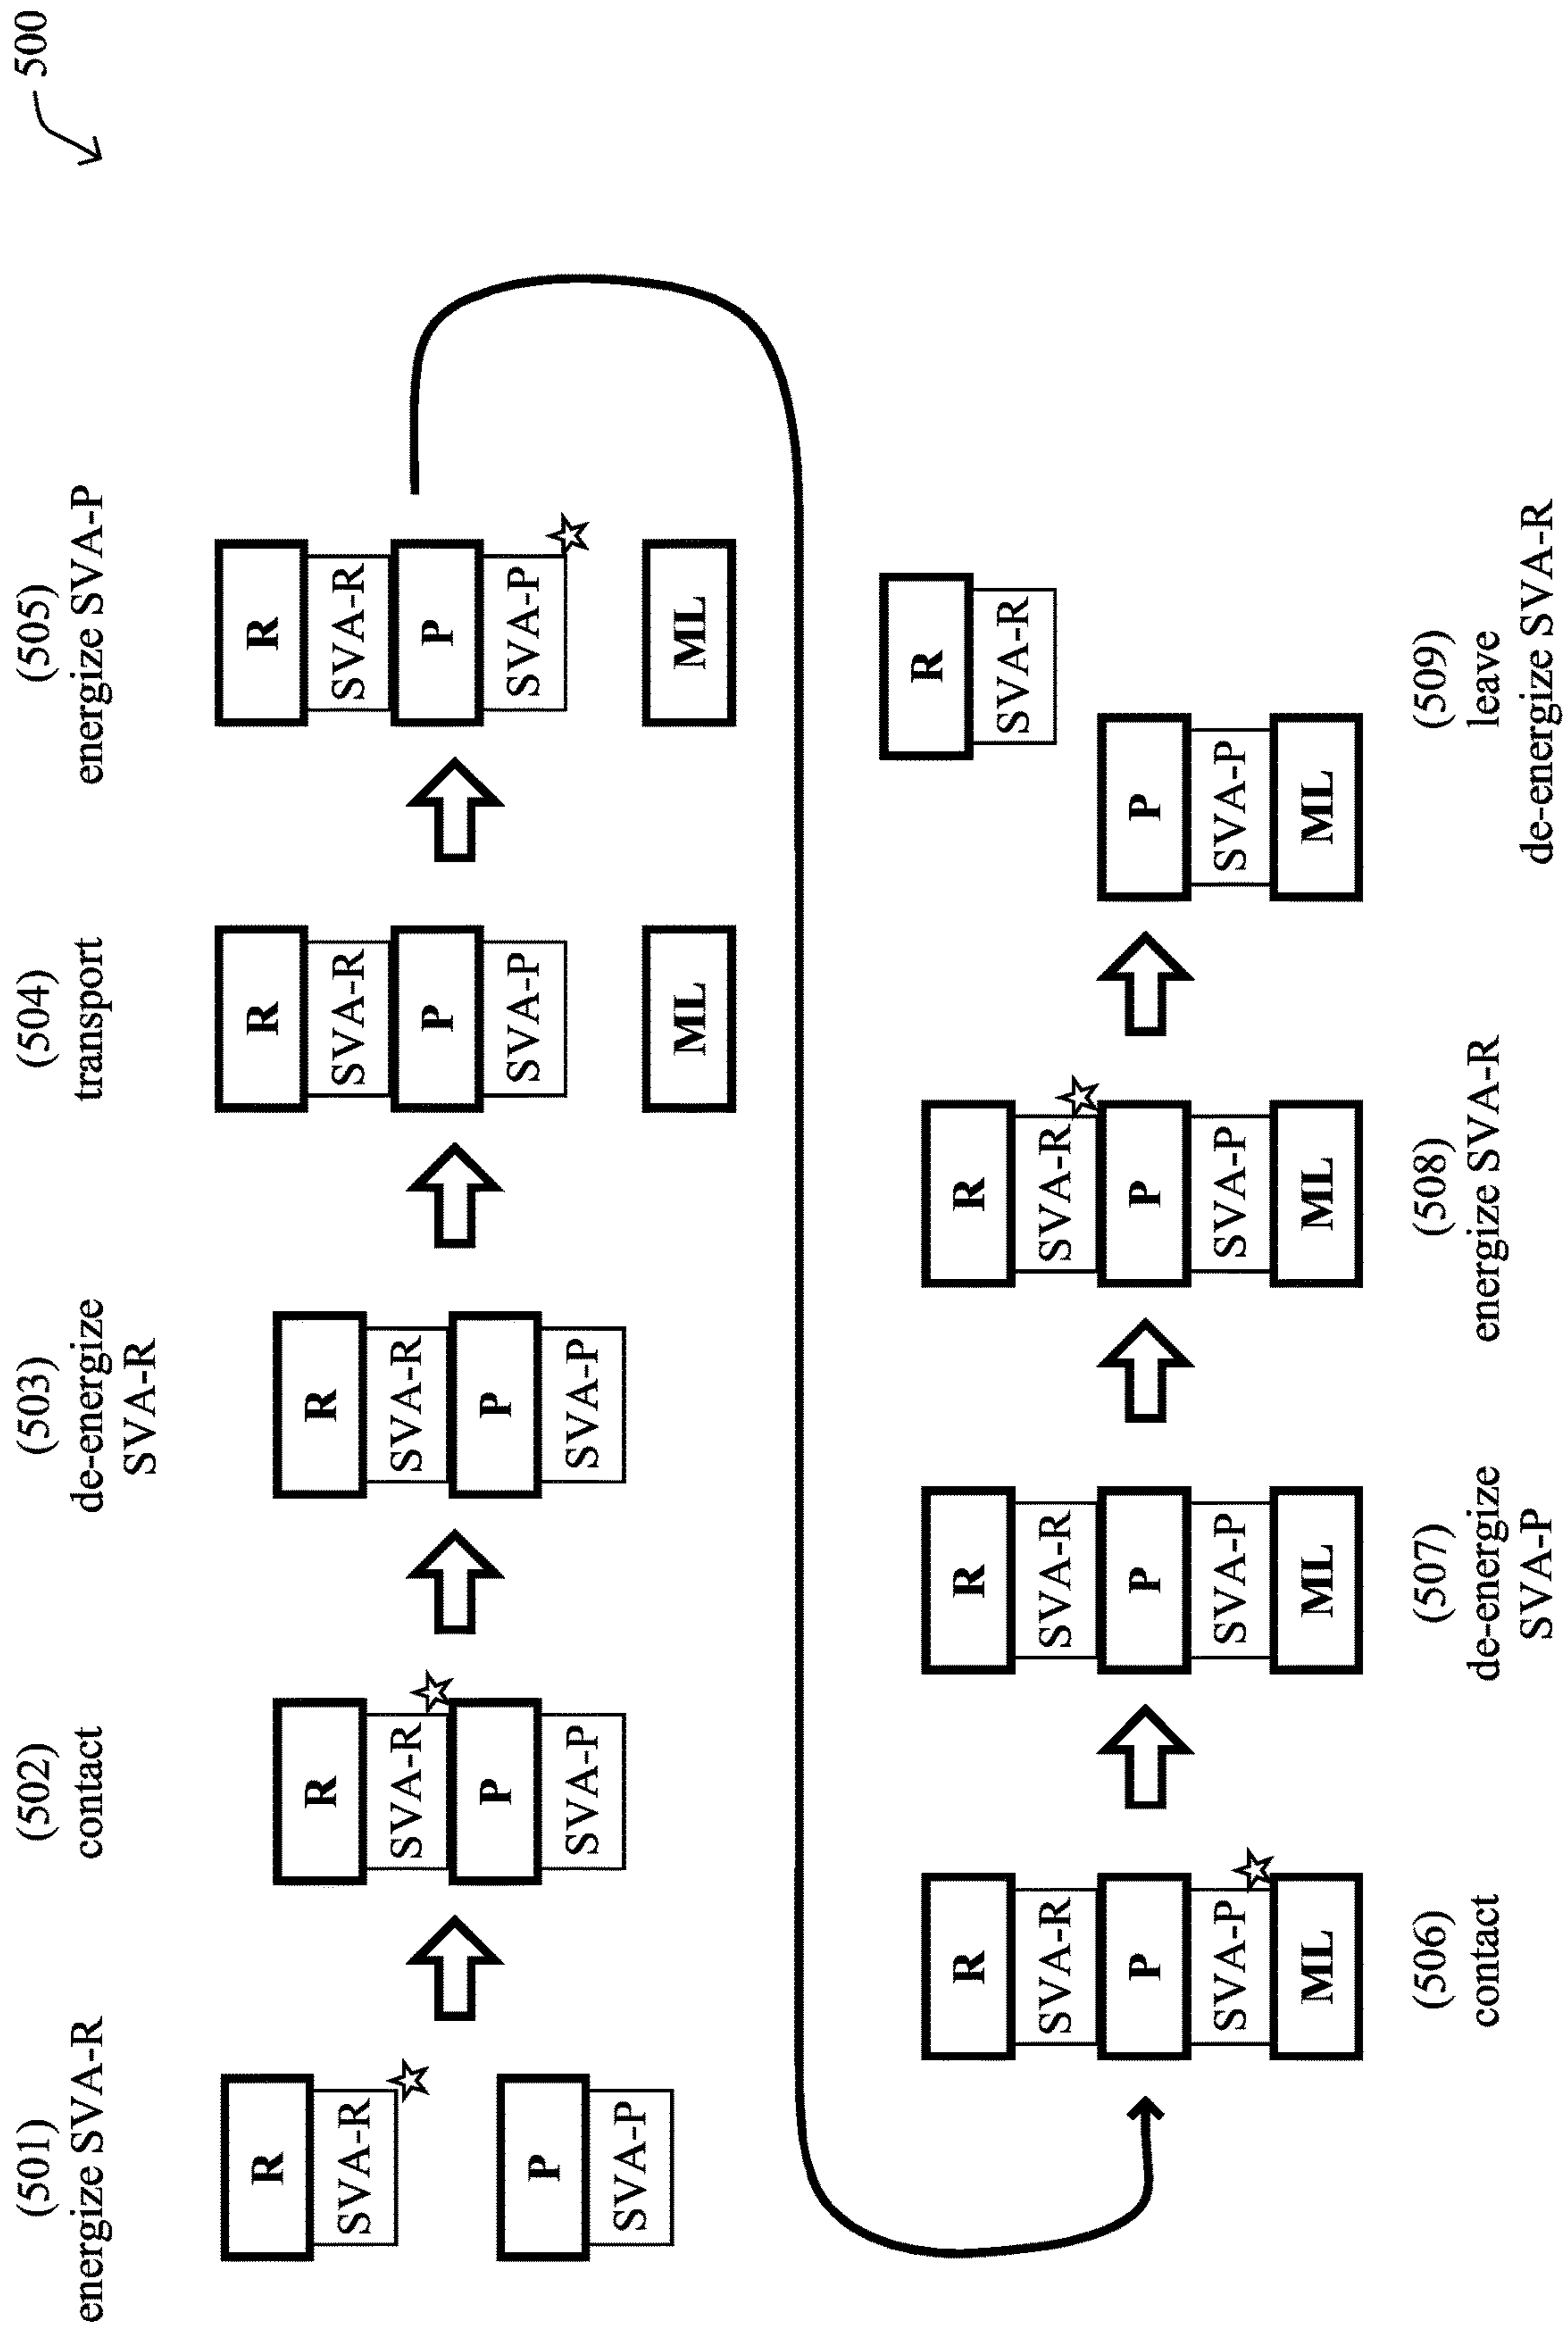 500
(501)
energize SVA-R
R
SVA-R
P
SVA-P
(502)
contact
R
SVA-R
P
SVA-P
(503)
de-energize
SVA-R
R
SVA-R
P
SVA-P
(504)
transport
R
SVA-R
P
SVA-P
ML
(505)
energize SVA-P
R
SVA-R
P
SVA-P
ML
R
SVA-R
P
SVA-P
ML
(506)
contact
R
SVA-R
P
SVA-P
ML
(507)
de-energize
SVA-P
R
SVA-R
P
SVA-P
ML
(508)
energize SVA-R
R
SVA-R
P
SVA-P
ML
(509)
leave
de-energize SVA-R